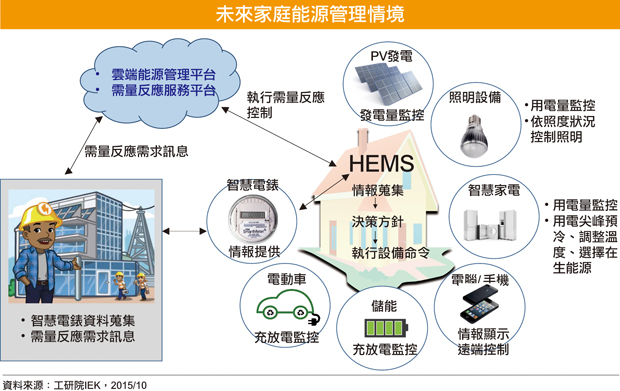 未來家庭能源管理情境
• 雲端能源管理平台
• 需量反應服務平台
執行需量反應
控制
需量反應需求訊息
PV發電
發電量監控
照明設備
• 用電量監控
• 依照度狀況
控制照明
HEMS
情報蒐集
決策方針
執行設備命令
智慧電錶
情報提供
智慧家電
• 用電量監控
• 用電尖峰預
冷、調整溫
度、選擇在
生能源
電動車
充放電監控
儲能
充放電監控
電腦/手機
情報顯示
遠端控制
• 智慧電錶資料蒐集
• 需量反應需求訊息
資料來源：工研院IEK，2015/10